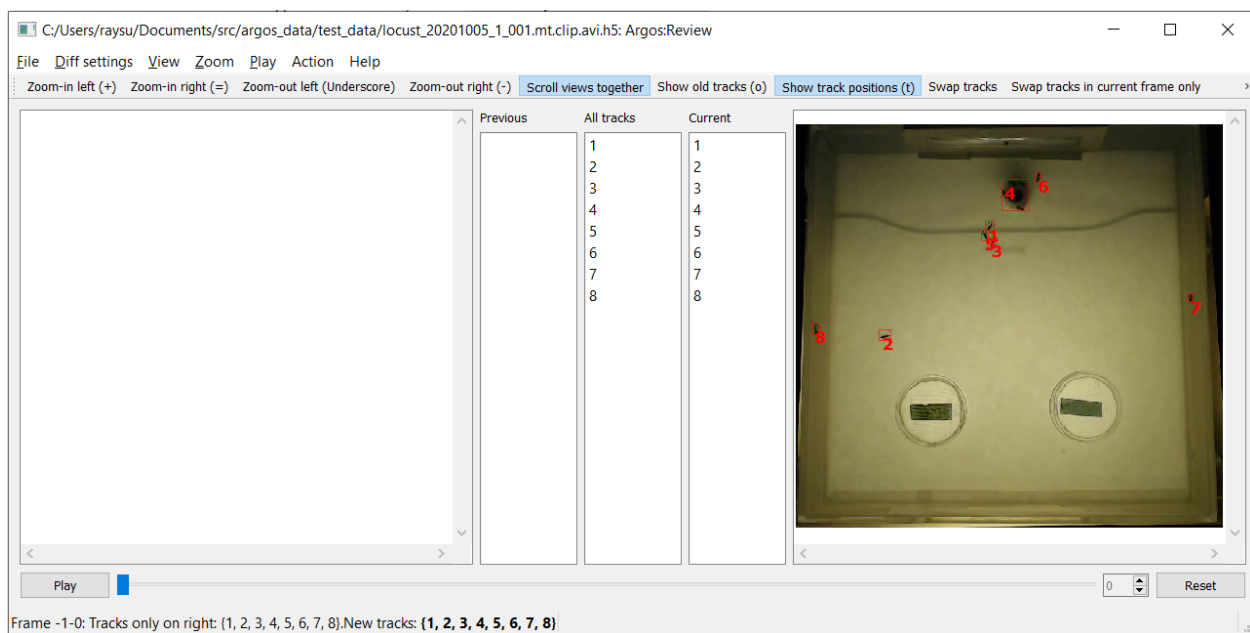 C:/Users/raysu/Documents/src/argos_data/test_data/locust_20201005_1_001.mt.clip.avi.h5: Argos:Review
File Diff settings View Zoom Play Action Help
Zoom-in left (+) Zoom-in right (=) Zoom-out left (Underscore) Zoom-out right (-) Scroll views together Show old tracks (o) Show track positions (t) Swap tracks Swap tracks in current frame only
Previous All tracks Current
1 1
2 2
3 3
4 4
5 5
6 6
7 7
8 8
4 6
1
3
7
8 2
Play 0 Reset
Frame -1-0: Tracks only on right: {1, 2, 3, 4, 5, 6, 7, 8}.New tracks: {1, 2, 3, 4, 5, 6, 7, 8}